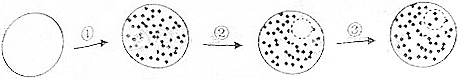 ① ② ③